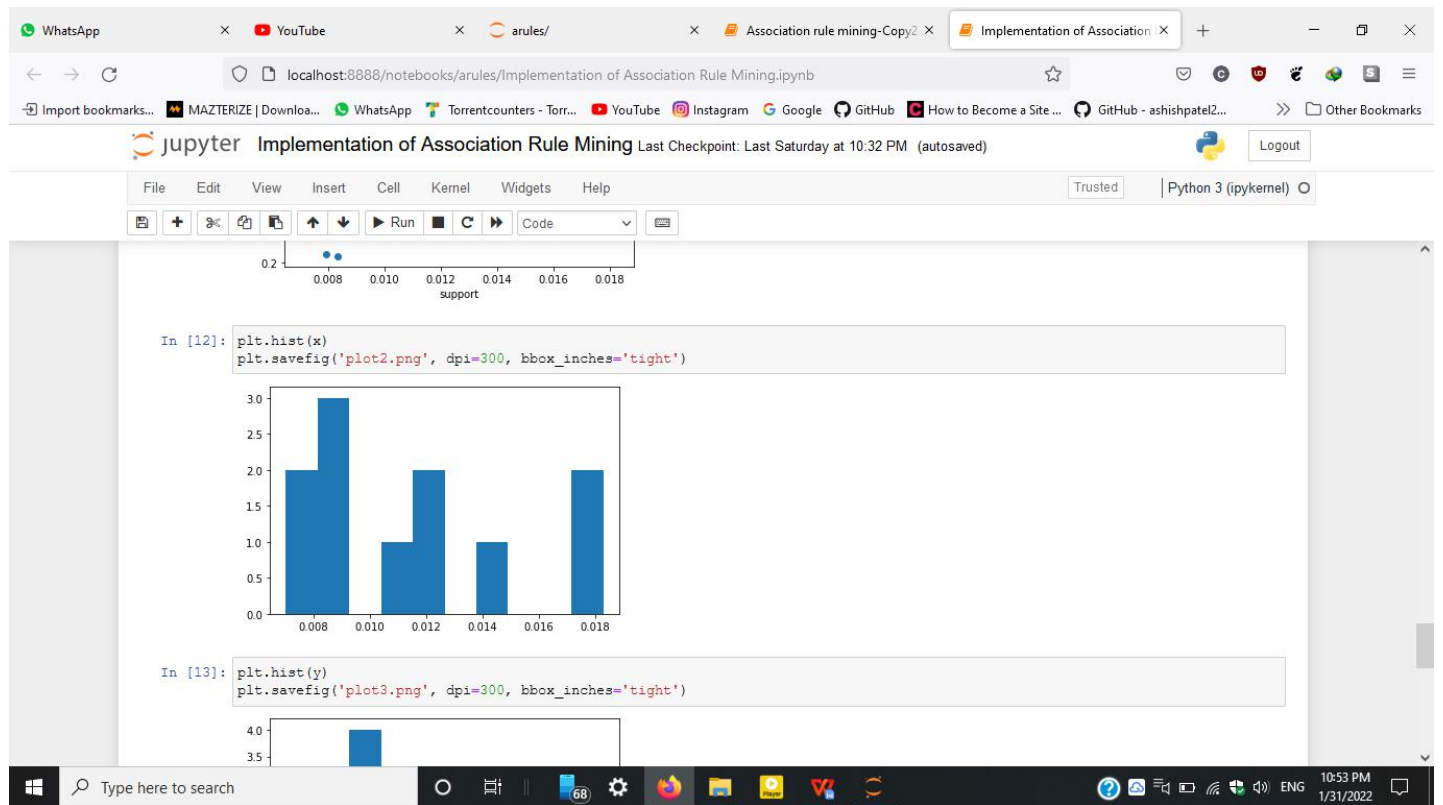 WhatsApp
YouTube
arules/
Association rule mining-Copy2
Implementation of Association
localhost:8888/notebooks/arules/Implementation of Association Rule Mining.ipynb
Import bookmarks...
MAZTERIZE | Downloa...
WhatsApp
Torrentcounters - Torr...
YouTube
Instagram
Google
GitHub
How to Become a Site ...
GitHub - ashishpatel2...
Other Bookmarks
jupyter Implementation of Association Rule Mining Last Checkpoint: Last Saturday at 10:32 PM (autosaved)
Logout
File Edit View Insert Cell Kernel Widgets Help
Trusted
Python 3 (ipykernel)
Run
Code
0.2
0.008 0.010 0.012 0.014 0.016 0.018
support
In [12]: plt.hist(x)
plt.savefig('plot2.png', dpi=300, bbox_inches='tight')
3.0
2.5
2.0
1.5
1.0
0.5
0.0
0.008 0.010 0.012 0.014 0.016 0.018
In [13]: plt.hist(y)
plt.savefig('plot3.png', dpi=300, bbox_inches='tight')
4.0
3.5
Type here to search
68
Player
ENG
10:53 PM
1/31/2022